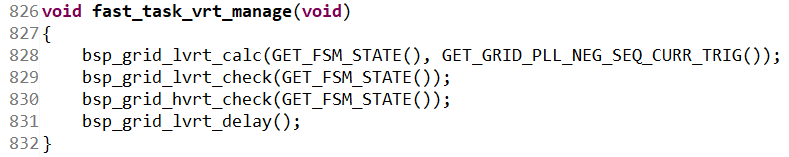 826 void fast_task_vrt_manage(void)
827 {
828     bsp_grid_lvrt_calc(GET_FSM_STATE(), GET_GRID_PLL_NEG_SEQ_CURR_TRIG());
829     bsp_grid_lvrt_check(GET_FSM_STATE());
830     bsp_grid_hvrt_check(GET_FSM_STATE());
831     bsp_grid_lvrt_delay();
832 }